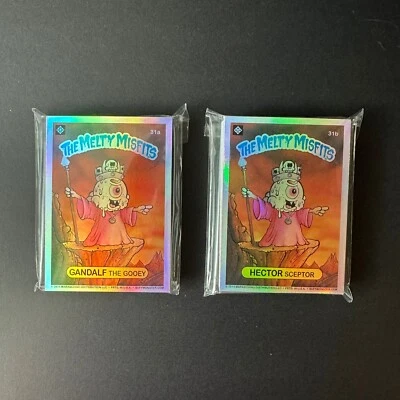 31a
THE MELTY MISFITS
GANDALF THE GOOEY
31b
THE MELTY MISFITS
HECTOR SCEPTOR